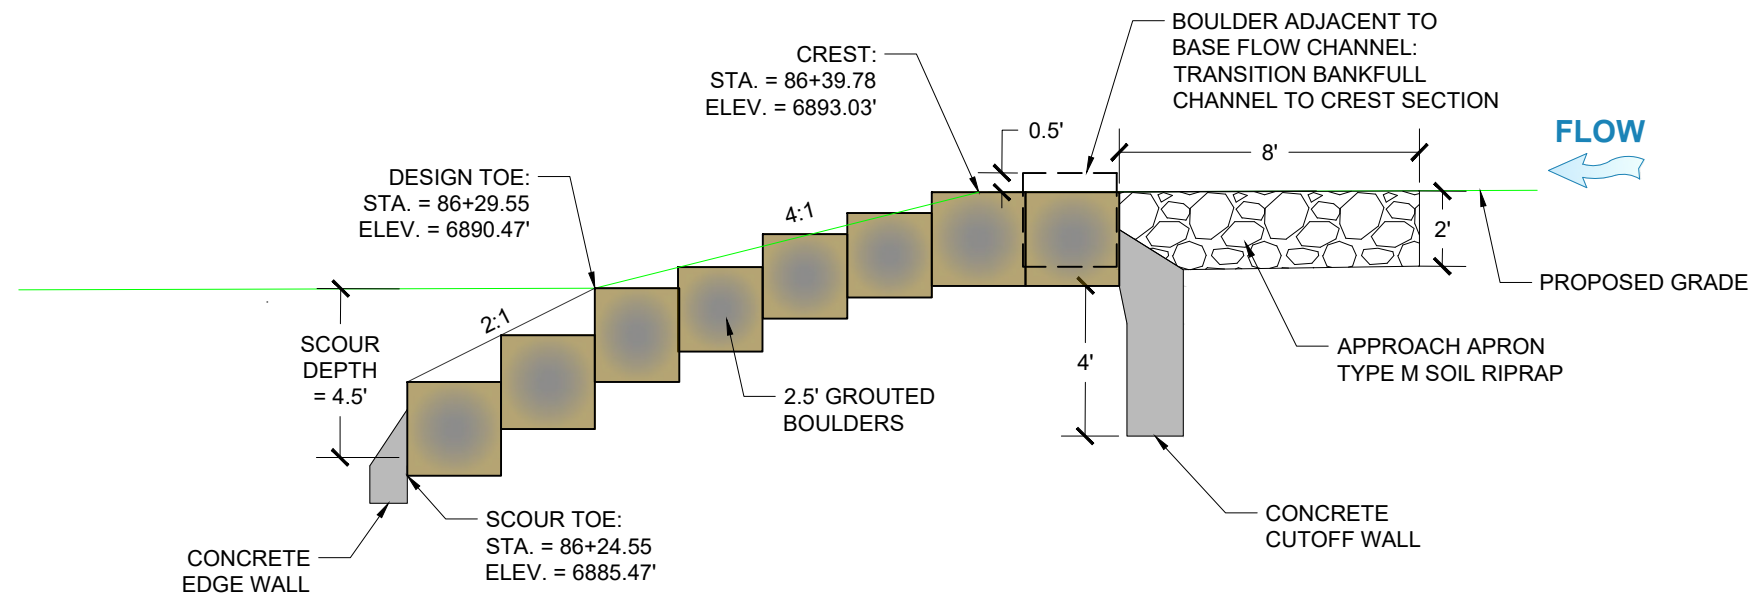 BOULDER ADJACENT TO
BASE FLOW CHANNEL:
TRANSITION BANKFULL
CHANNEL TO CREST SECTION
CREST:
STA. = 86+39.78
ELEV. = 6893.03'
0.5'
FLOW
8'
DESIGN TOE:
STA. = 86+29.55
ELEV. = 6890.47'
4:1
2'
PROPOSED GRADE
2:1
SCOUR
DEPTH
= 4.5'
4'
APPROACH APRON
TYPE M SOIL RIPRAP
2.5' GROUTED
BOULDERS
SCOUR TOE:
STA. = 86+24.55
ELEV. = 6885.47'
CONCRETE
CUTOFF WALL
CONCRETE
EDGE WALL